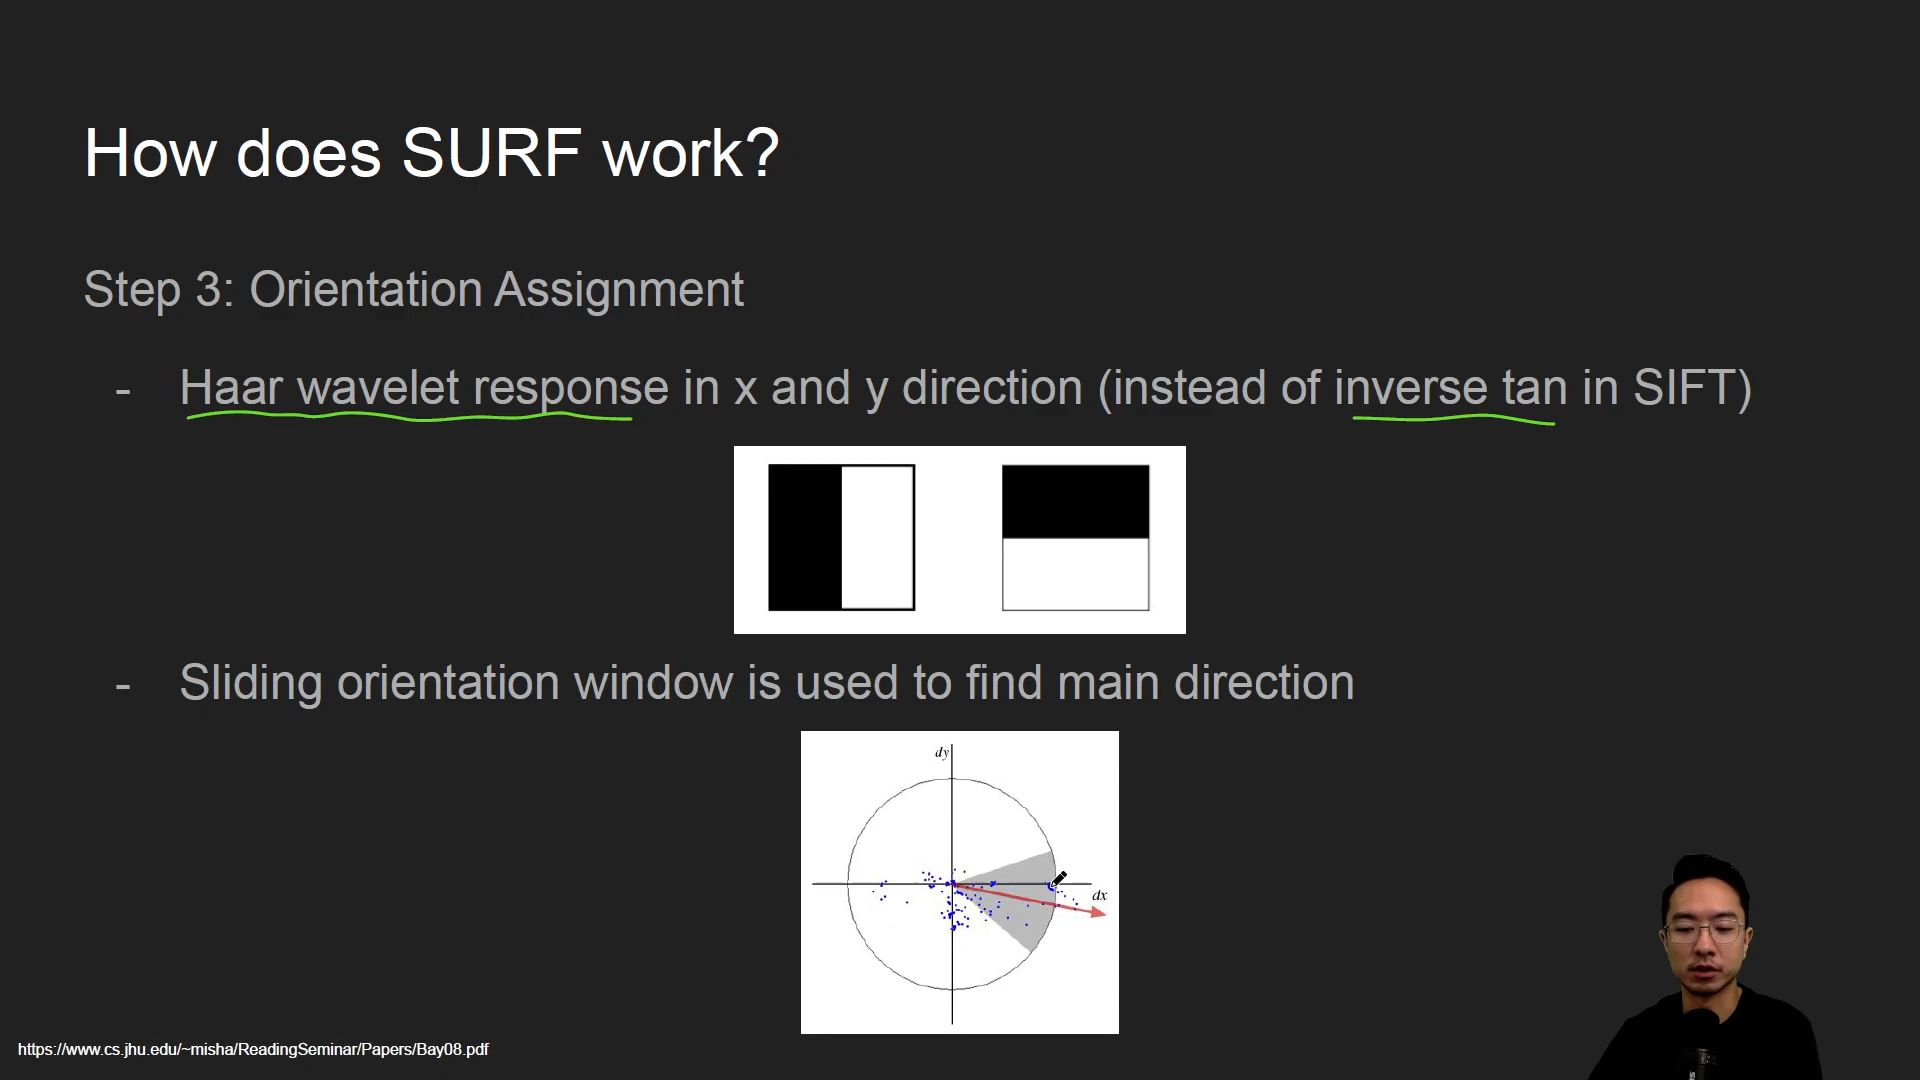 How does SURF work?
Step 3: Orientation Assignment
- Haar wavelet response in x and y direction (instead of inverse tan in SIFT)
- Sliding orientation window is used to find main direction
dy
dx
https://www.cs.jhu.edu/~misha/ReadingSeminar/Papers/Bay08.pdf